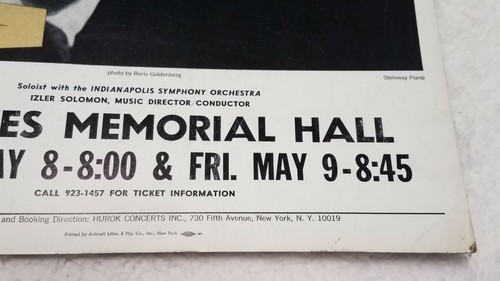 photo by Boris Goldenberg
Steinway Piano
Soloist with the INDIANAPOLIS SYMPHONY ORCHESTRA
IZLER SOLOMON, MUSIC DIRECTOR/CONDUCTOR
ES MEMORIAL HALL
AY 8-8:00 & FRI. MAY 9-8:45
CALL 923-1457 FOR TICKET INFORMATION
and Booking Direction: HUROK CONCERTS INC., 730 Fifth Avenue, New York, N. Y. 10019
Printed by Artcraft Litho. & Ptg. Co., Inc., New York